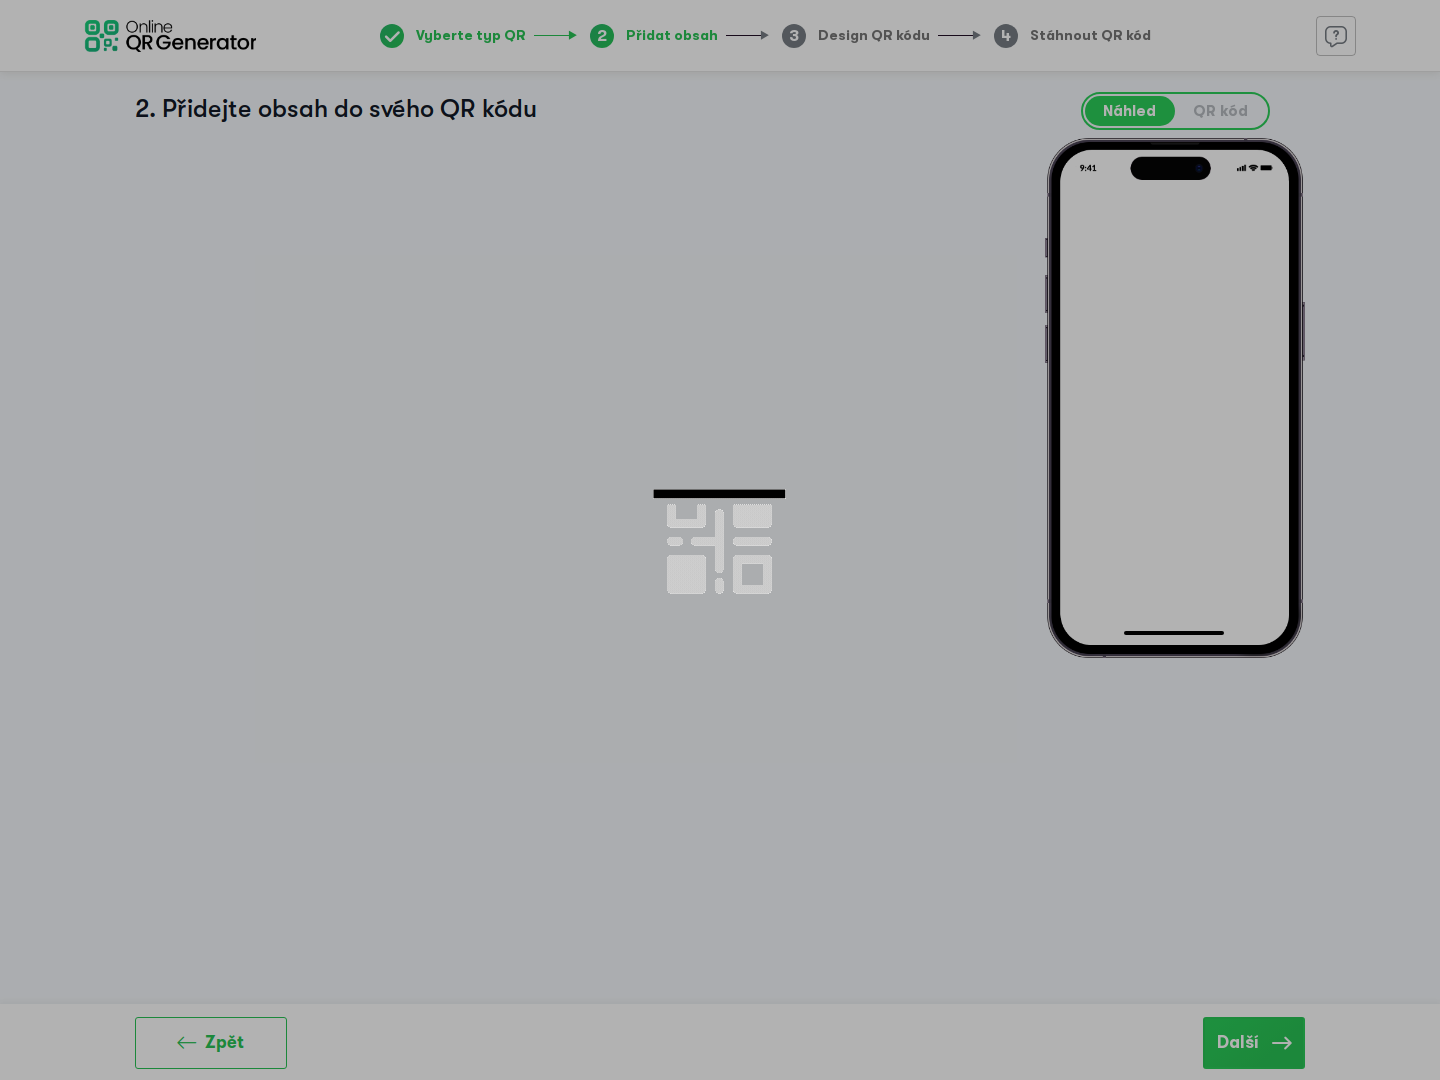 Online
QR Generator
Vyberte typ QR
2 Přidat obsah
3 Design QR kódu
4 Stáhnout QR kód
2. Přidejte obsah do svého QR kódu
Náhled QR kód
9:41
Zpět
Další